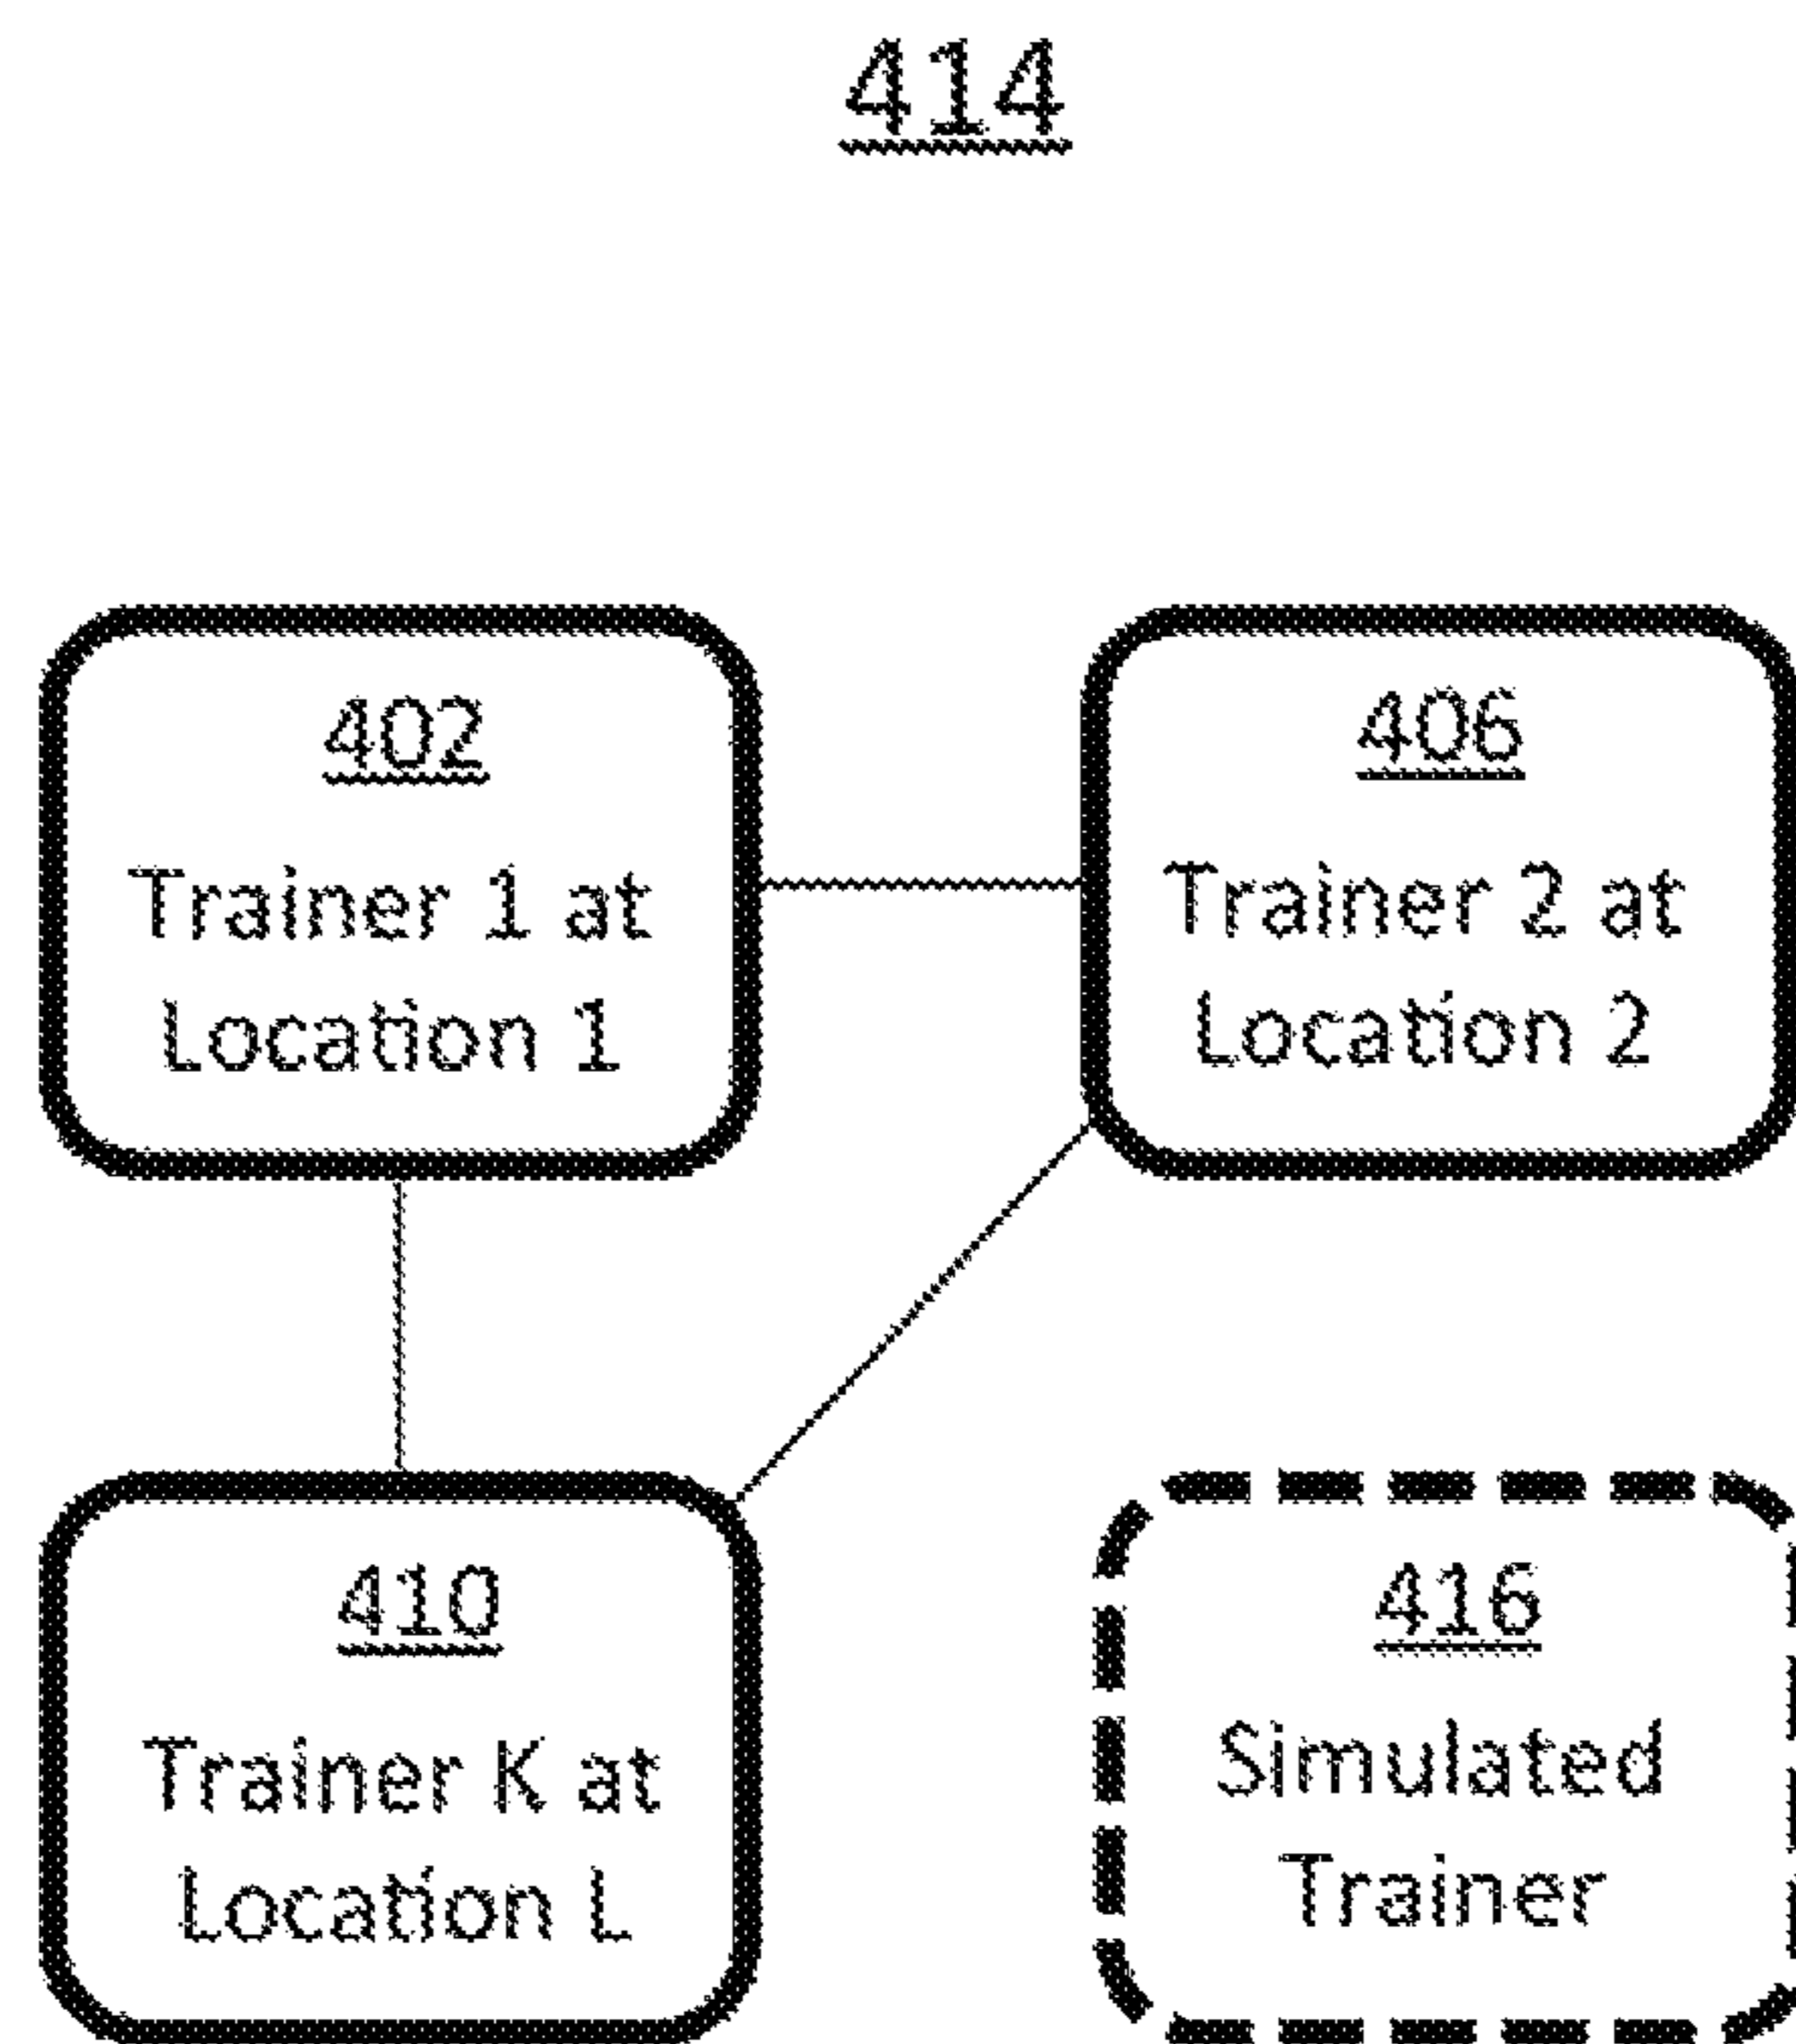 414
402
Trainer 1 at
Location 1
406
Trainer 2 at
Location 2
410
Trainer K at
Location L
416
Simulated
Trainer